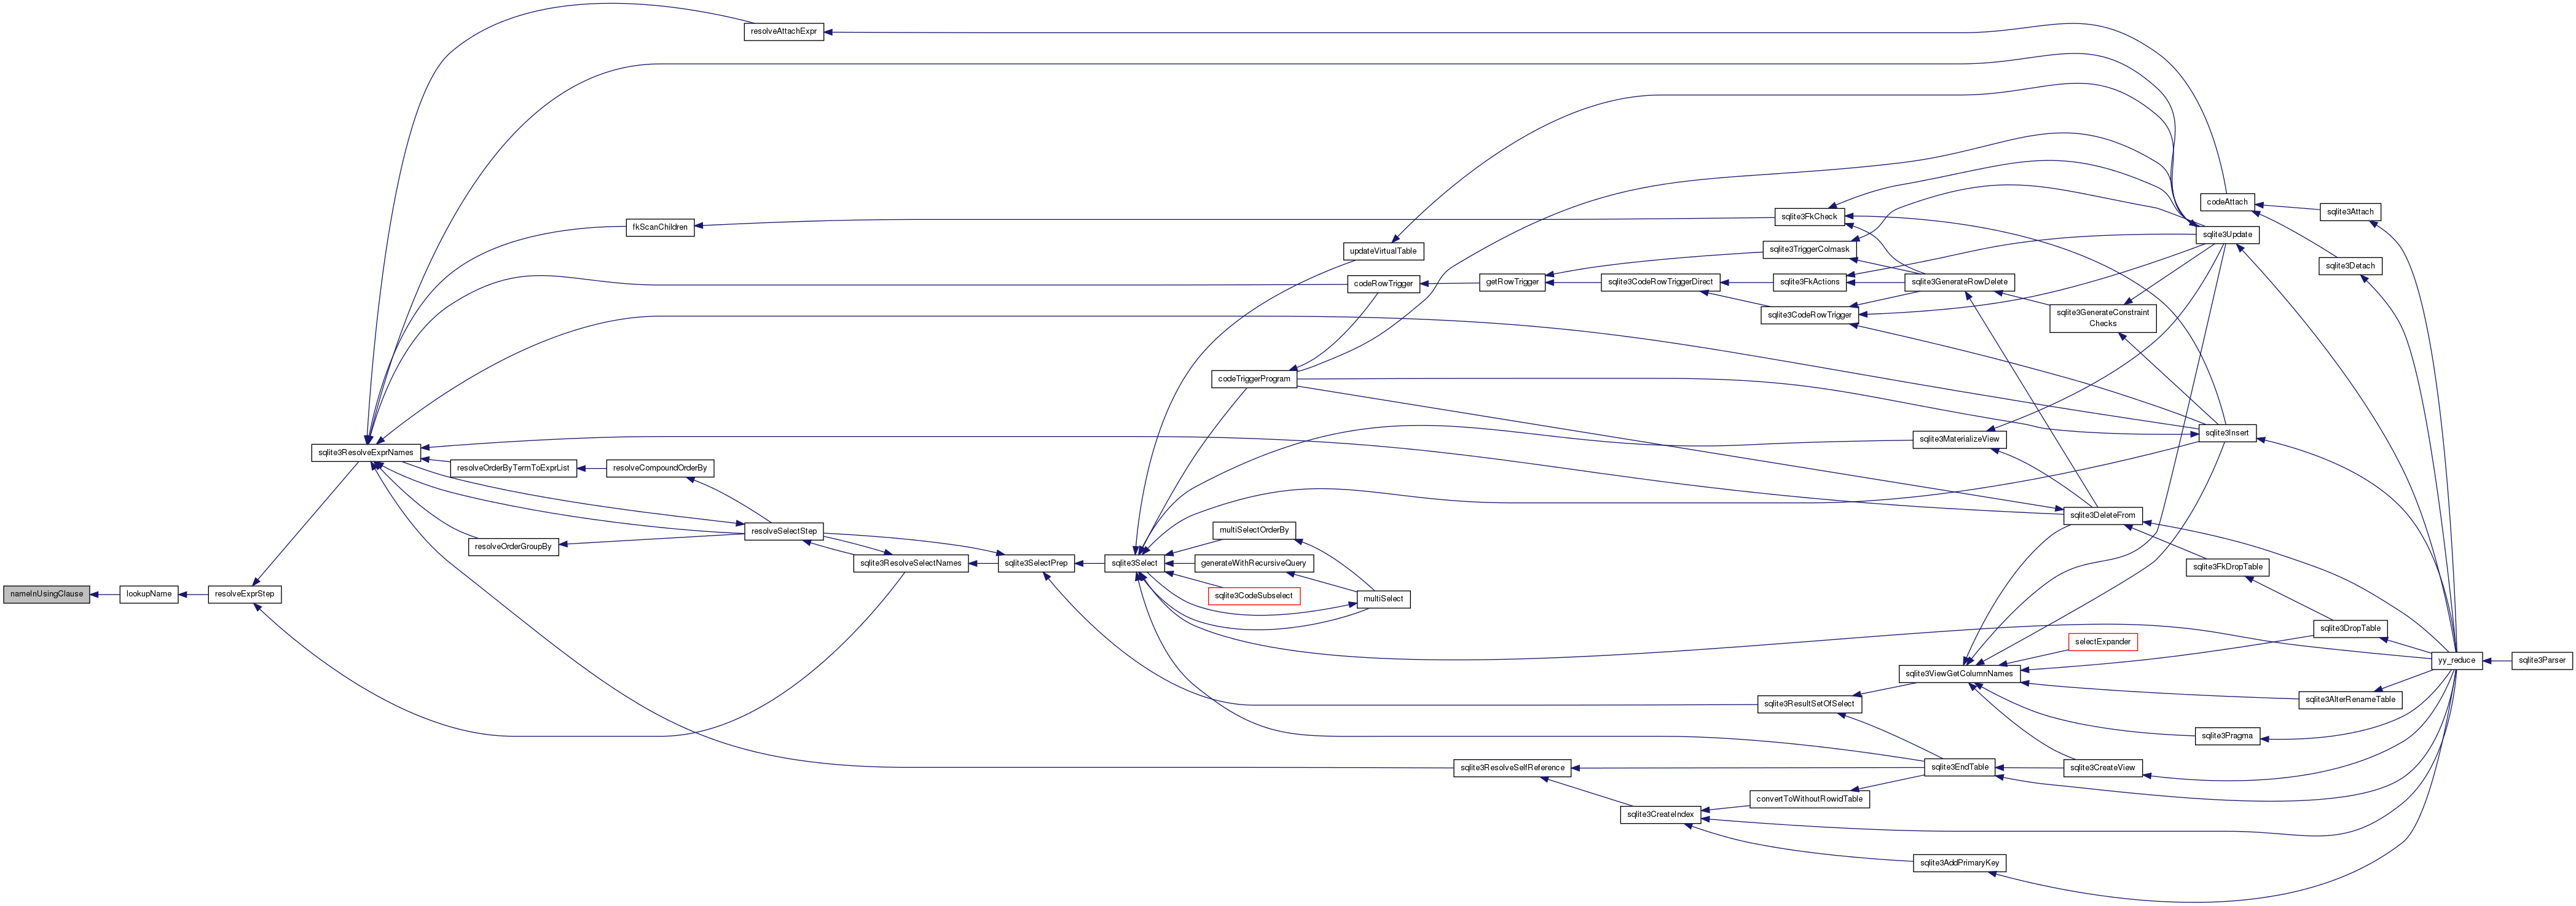 resolveAttachExpr
codeAttach
sqlite3Attach
sqlite3FkCheck
fkScanChildren
sqlite3Update
updateVirtualTable
sqlite3TriggerColmask
sqlite3Detach
codeRowTrigger
getRowTrigger
sqlite3CodeRowTriggerDirect
sqlite3FkActions
sqlite3GenerateRowDelete
sqlite3CodeRowTrigger
sqlite3GenerateConstraint
Checks
codeTriggerProgram
sqlite3Insert
sqlite3MaterializeView
sqlite3ResolveExprNames
resolveOrderByTermToExprList
resolveCompoundOrderBy
sqlite3DeleteFrom
resolveSelectStep
multiSelectOrderBy
resolveOrderGroupBy
sqlite3ResolveSelectNames
sqlite3SelectPrep
sqlite3Select
generateWithRecursiveQuery
sqlite3FkDropTable
nameInUsingClause
lookupName
resolveExprStep
sqlite3CodeSubselect
multiSelect
sqlite3DropTable
selectExpander
yy_reduce
sqlite3Parser
sqlite3ViewGetColumnNames
sqlite3AlterRenameTable
sqlite3ResultSetOfSelect
sqlite3Pragma
sqlite3ResolveSelfReference
sqlite3EndTable
sqlite3CreateView
convertToWithoutRowidTable
sqlite3CreateIndex
sqlite3AddPrimaryKey